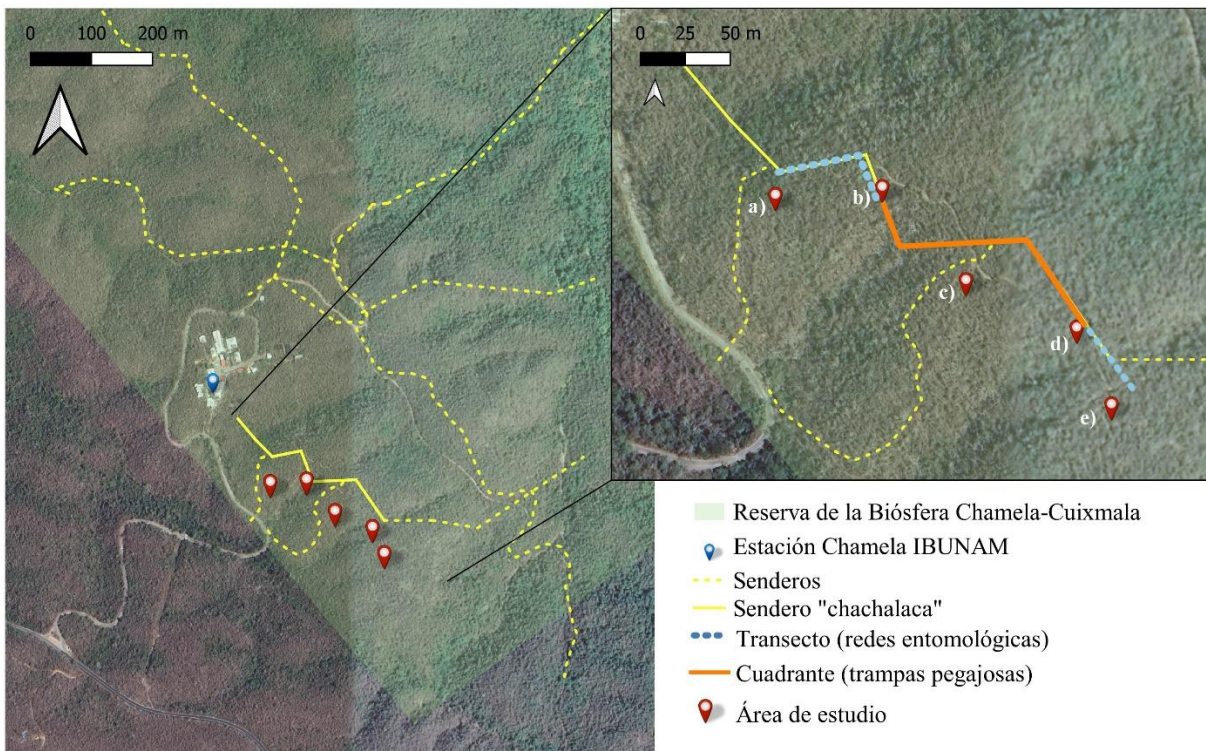 0 100 200 m
0 25 50 m
a)
b)
c)
d)
e)
Reserva de la Biósfera Chamela-Cuixmala
Estación Chamela IBUNAM
Senderos
Sendero "chachalaca"
Transecto (redes entomológicas)
Cuadrante (trampas pegajosas)
Área de estudio